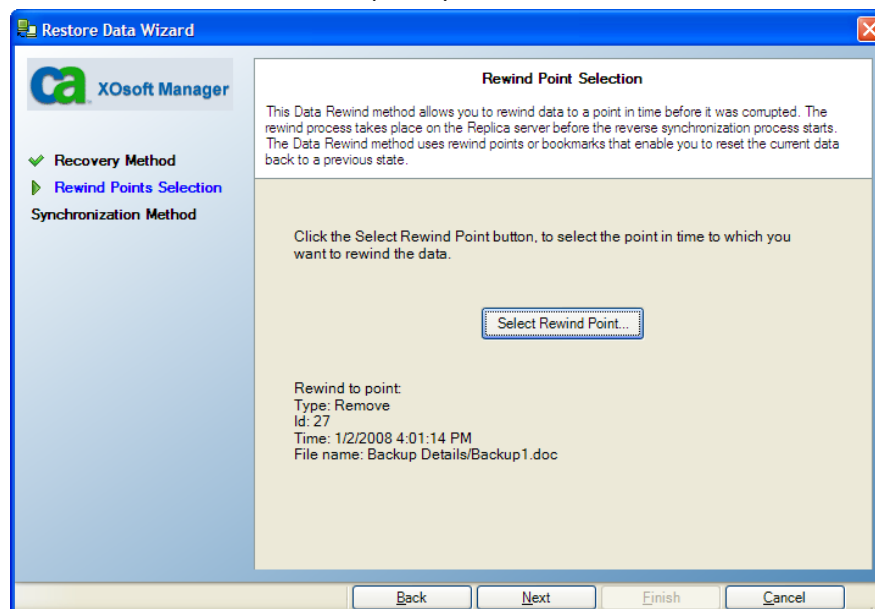 Restore Data Wizard
ca XOsoft Manager
Recovery Method
Rewind Points Selection
Synchronization Method
Rewind Point Selection
This Data Rewind method allows you to rewind data to a point in time before it was corrupted. The
rewind process takes place on the Replica server before the reverse synchronization process starts.
The Data Rewind method uses rewind points or bookmarks that enable you to reset the current data
back to a previous state.
Click the Select Rewind Point button, to select the point in time to which you
want to rewind the data.
Select Rewind Point...
Rewind to point:
Type: Remove
Id: 27
Time: 1/2/2008 4:01:14 PM
File name: Backup Details/Backup1.doc
Back Next Finish Cancel